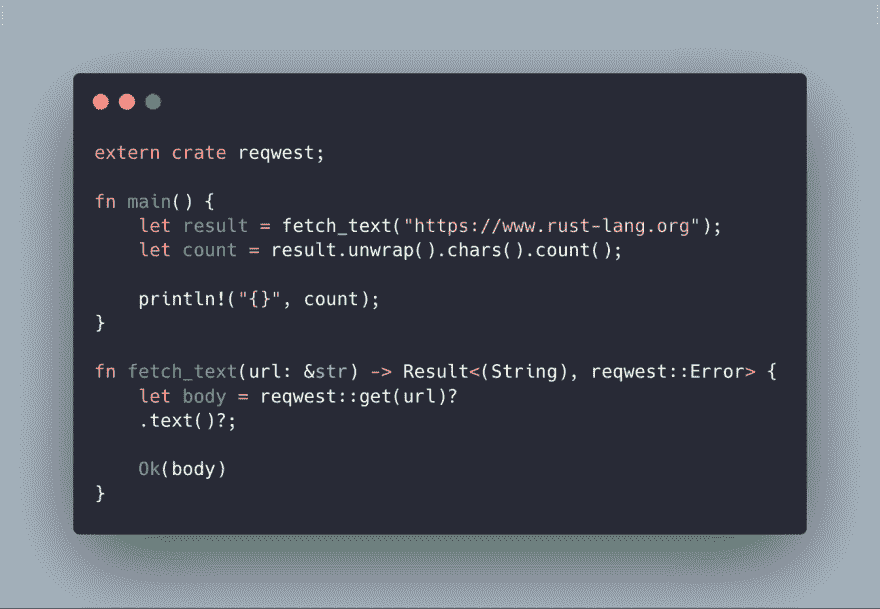 extern crate reqwest;
fn main() {
    let result = fetch_text("https://www.rust-lang.org");
    let count = result.unwrap().chars().count();
    println!("{}", count);
}
fn fetch_text(url: &str) -> Result<(String), reqwest::Error> {
    let body = reqwest::get(url)?
    .text()?;
    Ok(body)
}